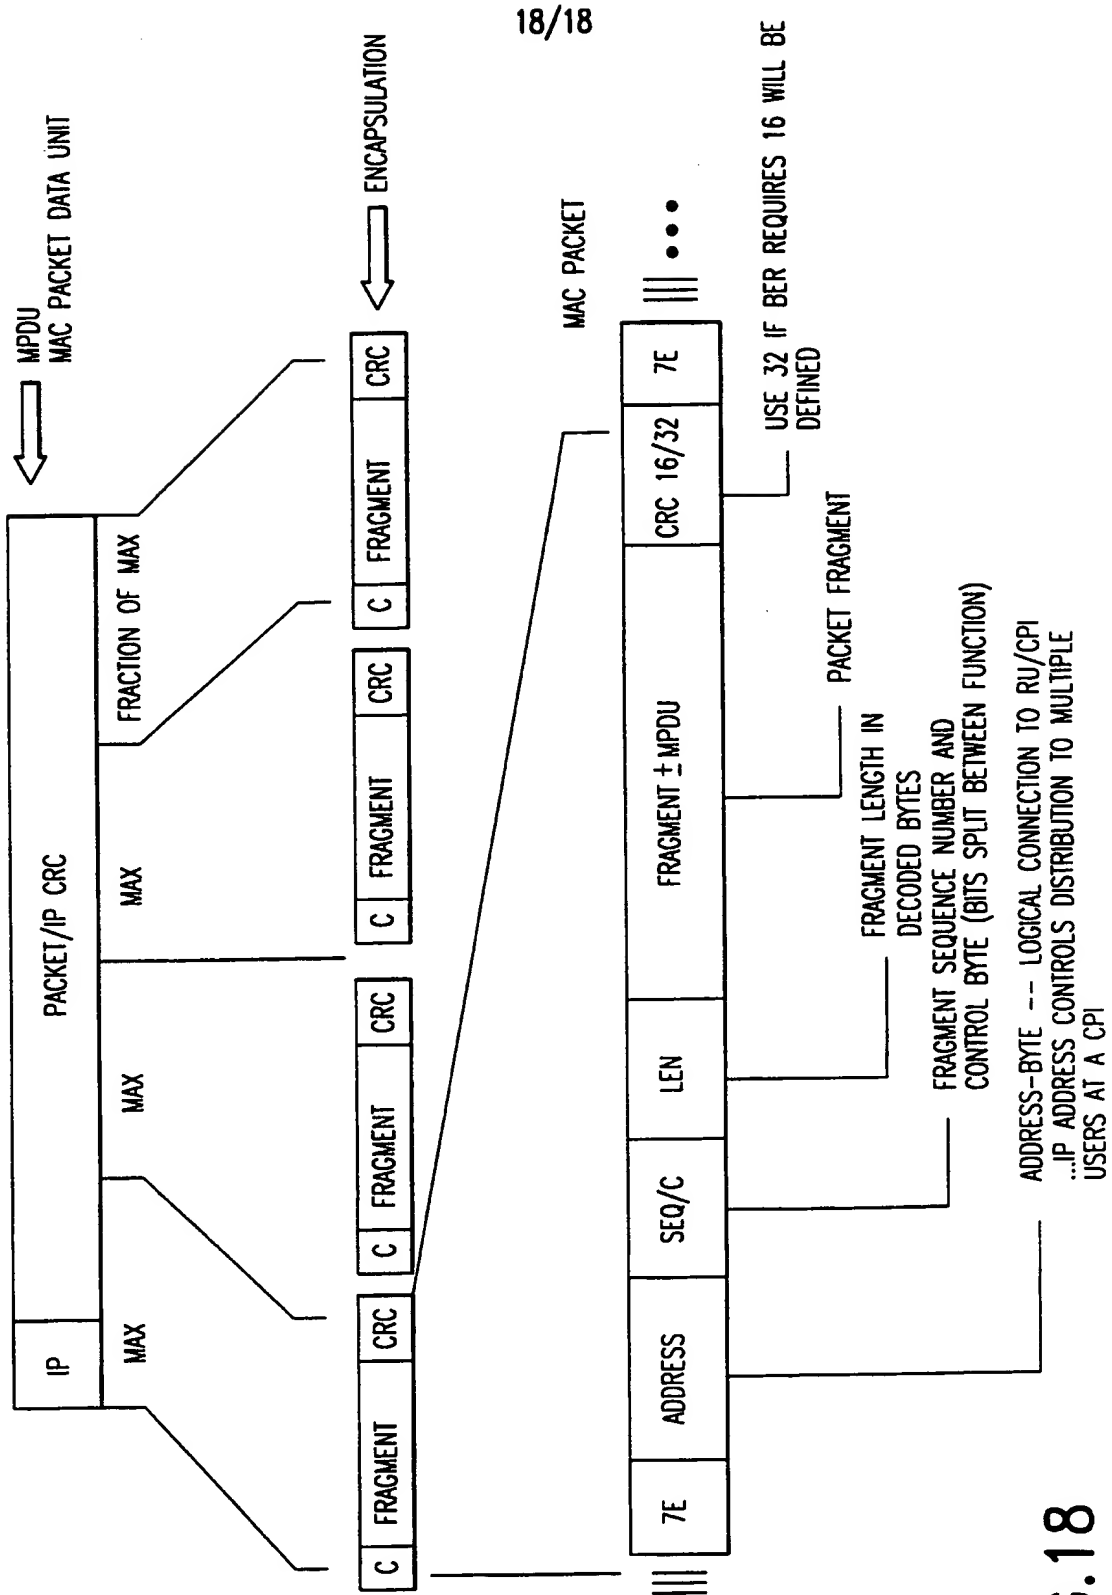 18/18
MPDU
MAC PACKET DATA UNIT
IP
PACKET/IP CRC
MAX
MAX
MAX
FRACTION OF MAX
ENCAPSULATION
C
FRAGMENT
CRC
C
FRAGMENT
CRC
C
FRAGMENT
CRC
C
FRAGMENT
CRC
MAC PACKET
7E
ADDRESS
SEQ/C
LEN
FRAGMENT ± MPDU
CRC 16/32
7E
USE 32 IF BER REQUIRES 16 WILL BE
DEFINED
PACKET FRAGMENT
FRAGMENT LENGTH IN
DECODED BYTES
FRAGMENT SEQUENCE NUMBER AND
CONTROL BYTE (BITS SPLIT BETWEEN FUNCTION)
ADDRESS-BYTE -- LOGICAL CONNECTION TO RU/CPI
...IP ADDRESS CONTROLS DISTRIBUTION TO MULTIPLE
USERS AT A CPI
.18